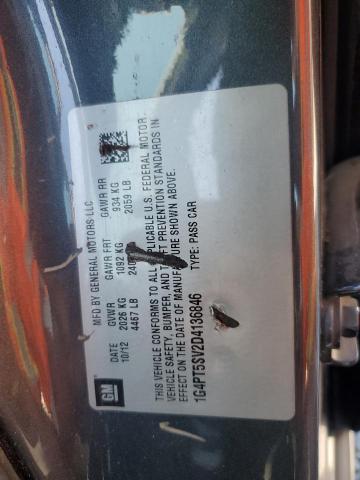 GM
MFD BY GENERAL MOTORS LLC
DATE GVWR GAWR FRT GAWR RR
10/12 2026 KG 1092 KG 934 KG
4467 LB 2059 LB
THIS VEHICLE CONFORMS TO ALL APPLICABLE U.S. FEDERAL MOTOR
VEHICLE SAFETY, BUMPER, AND THEFT PREVENTION STANDARDS IN
EFFECT ON THE DATE OF MANUFACTURE SHOWN ABOVE.
1G4PT5SV2D4136846 TYPE: PASS CAR